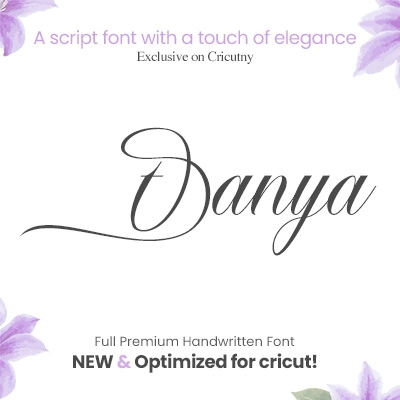 A script font with a touch of elegance
Exclusive on Cricutny
Danya
Full Premium Handwritten Font
NEW & Optimized for cricut!